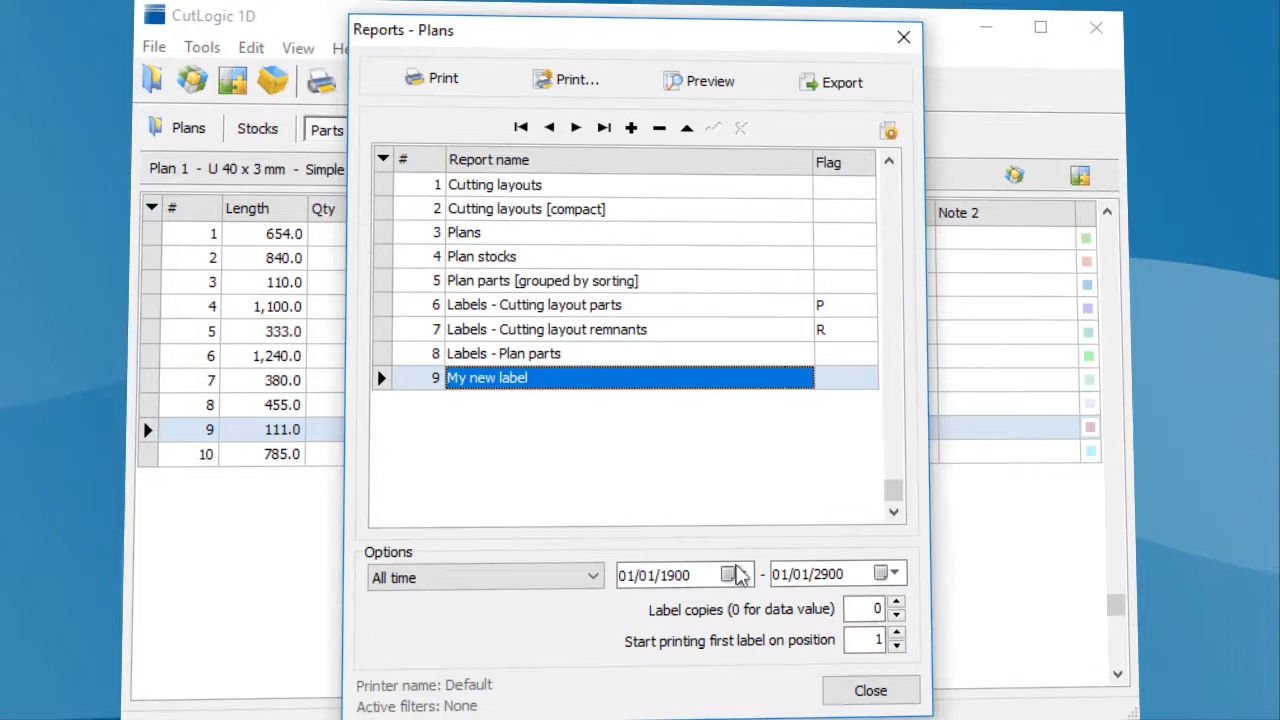 CutLogic 1D
File Tools Edit View
Plans Stocks Parts
Plan 1 - U 40 x 3 mm - Simple
# Length Qty
1 654.0
2 840.0
3 110.0
4 1,100.0
5 333.0
6 1,240.0
7 380.0
8 455.0
9 111.0
10 785.0
Note 2
Reports - Plans
Print Print... Preview Export
# Report name Flag
1 Cutting layouts
2 Cutting layouts [compact]
3 Plans
4 Plan stocks
5 Plan parts [grouped by sorting]
6 Labels - Cutting layout parts P
7 Labels - Cutting layout remnants R
8 Labels - Plan parts
9 My new label
Options
All time 01/01/1900 - 01/01/2900
Label copies (0 for data value) 0
Start printing first label on position 1
Printer name: Default
Active filters: None
Close